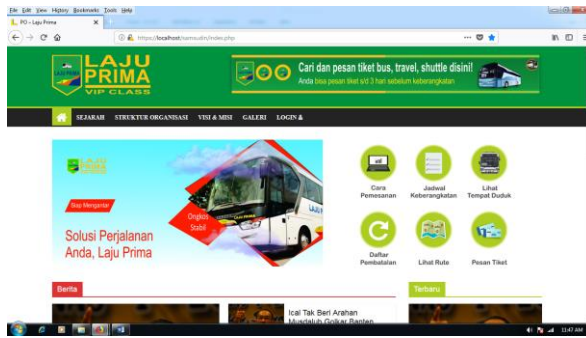 File Edit View History Bookmarks Tools Help
PO - Laju Prima
https://localhost/samsudin/index.php
LAJU
PRIMA
VIP CLASS
Cari dan pesan tiket bus, travel, shuttle disini!
Anda bisa pesan tiket s/d 3 hari sebelum keberangkatan
SEJARAH STRUKTUR ORGANISASI VISI & MISI GALERI LOGIN
LAJU
PRIMA
Siap Mengantar
Ongkos
Stabil
Solusi Perjalanan
Anda, Laju Prima
Cara
Pemesanan
Jadwal
Keberangkatan
Lihat
Tempat Duduk
Daftar
Pembatalan
Lihat Rute
Pesan Tiket
Berita
Terbaru
Ical Tak Beri Arahan
Musdalub Golkar Banten
11:47 AM